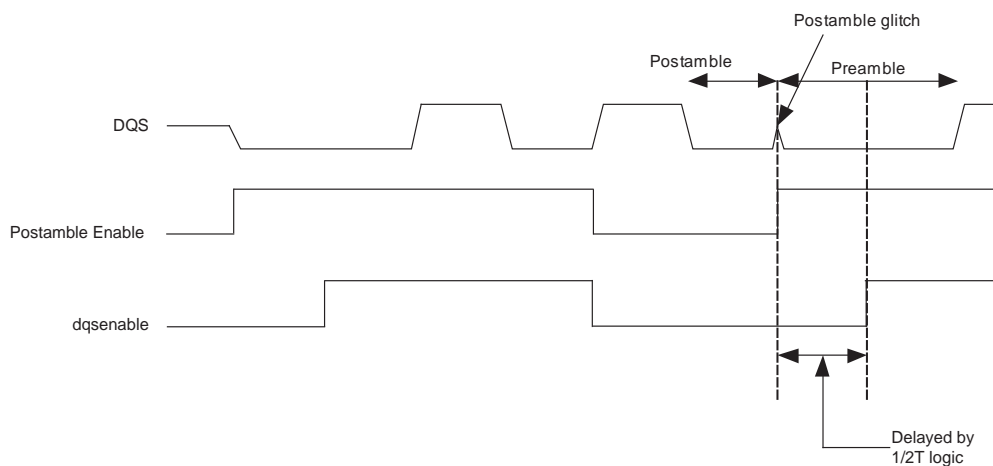 Postamble glitch
Postamble
Preamble
DQS
Postamble Enable
dqsenable
Delayed by
1/2T logic